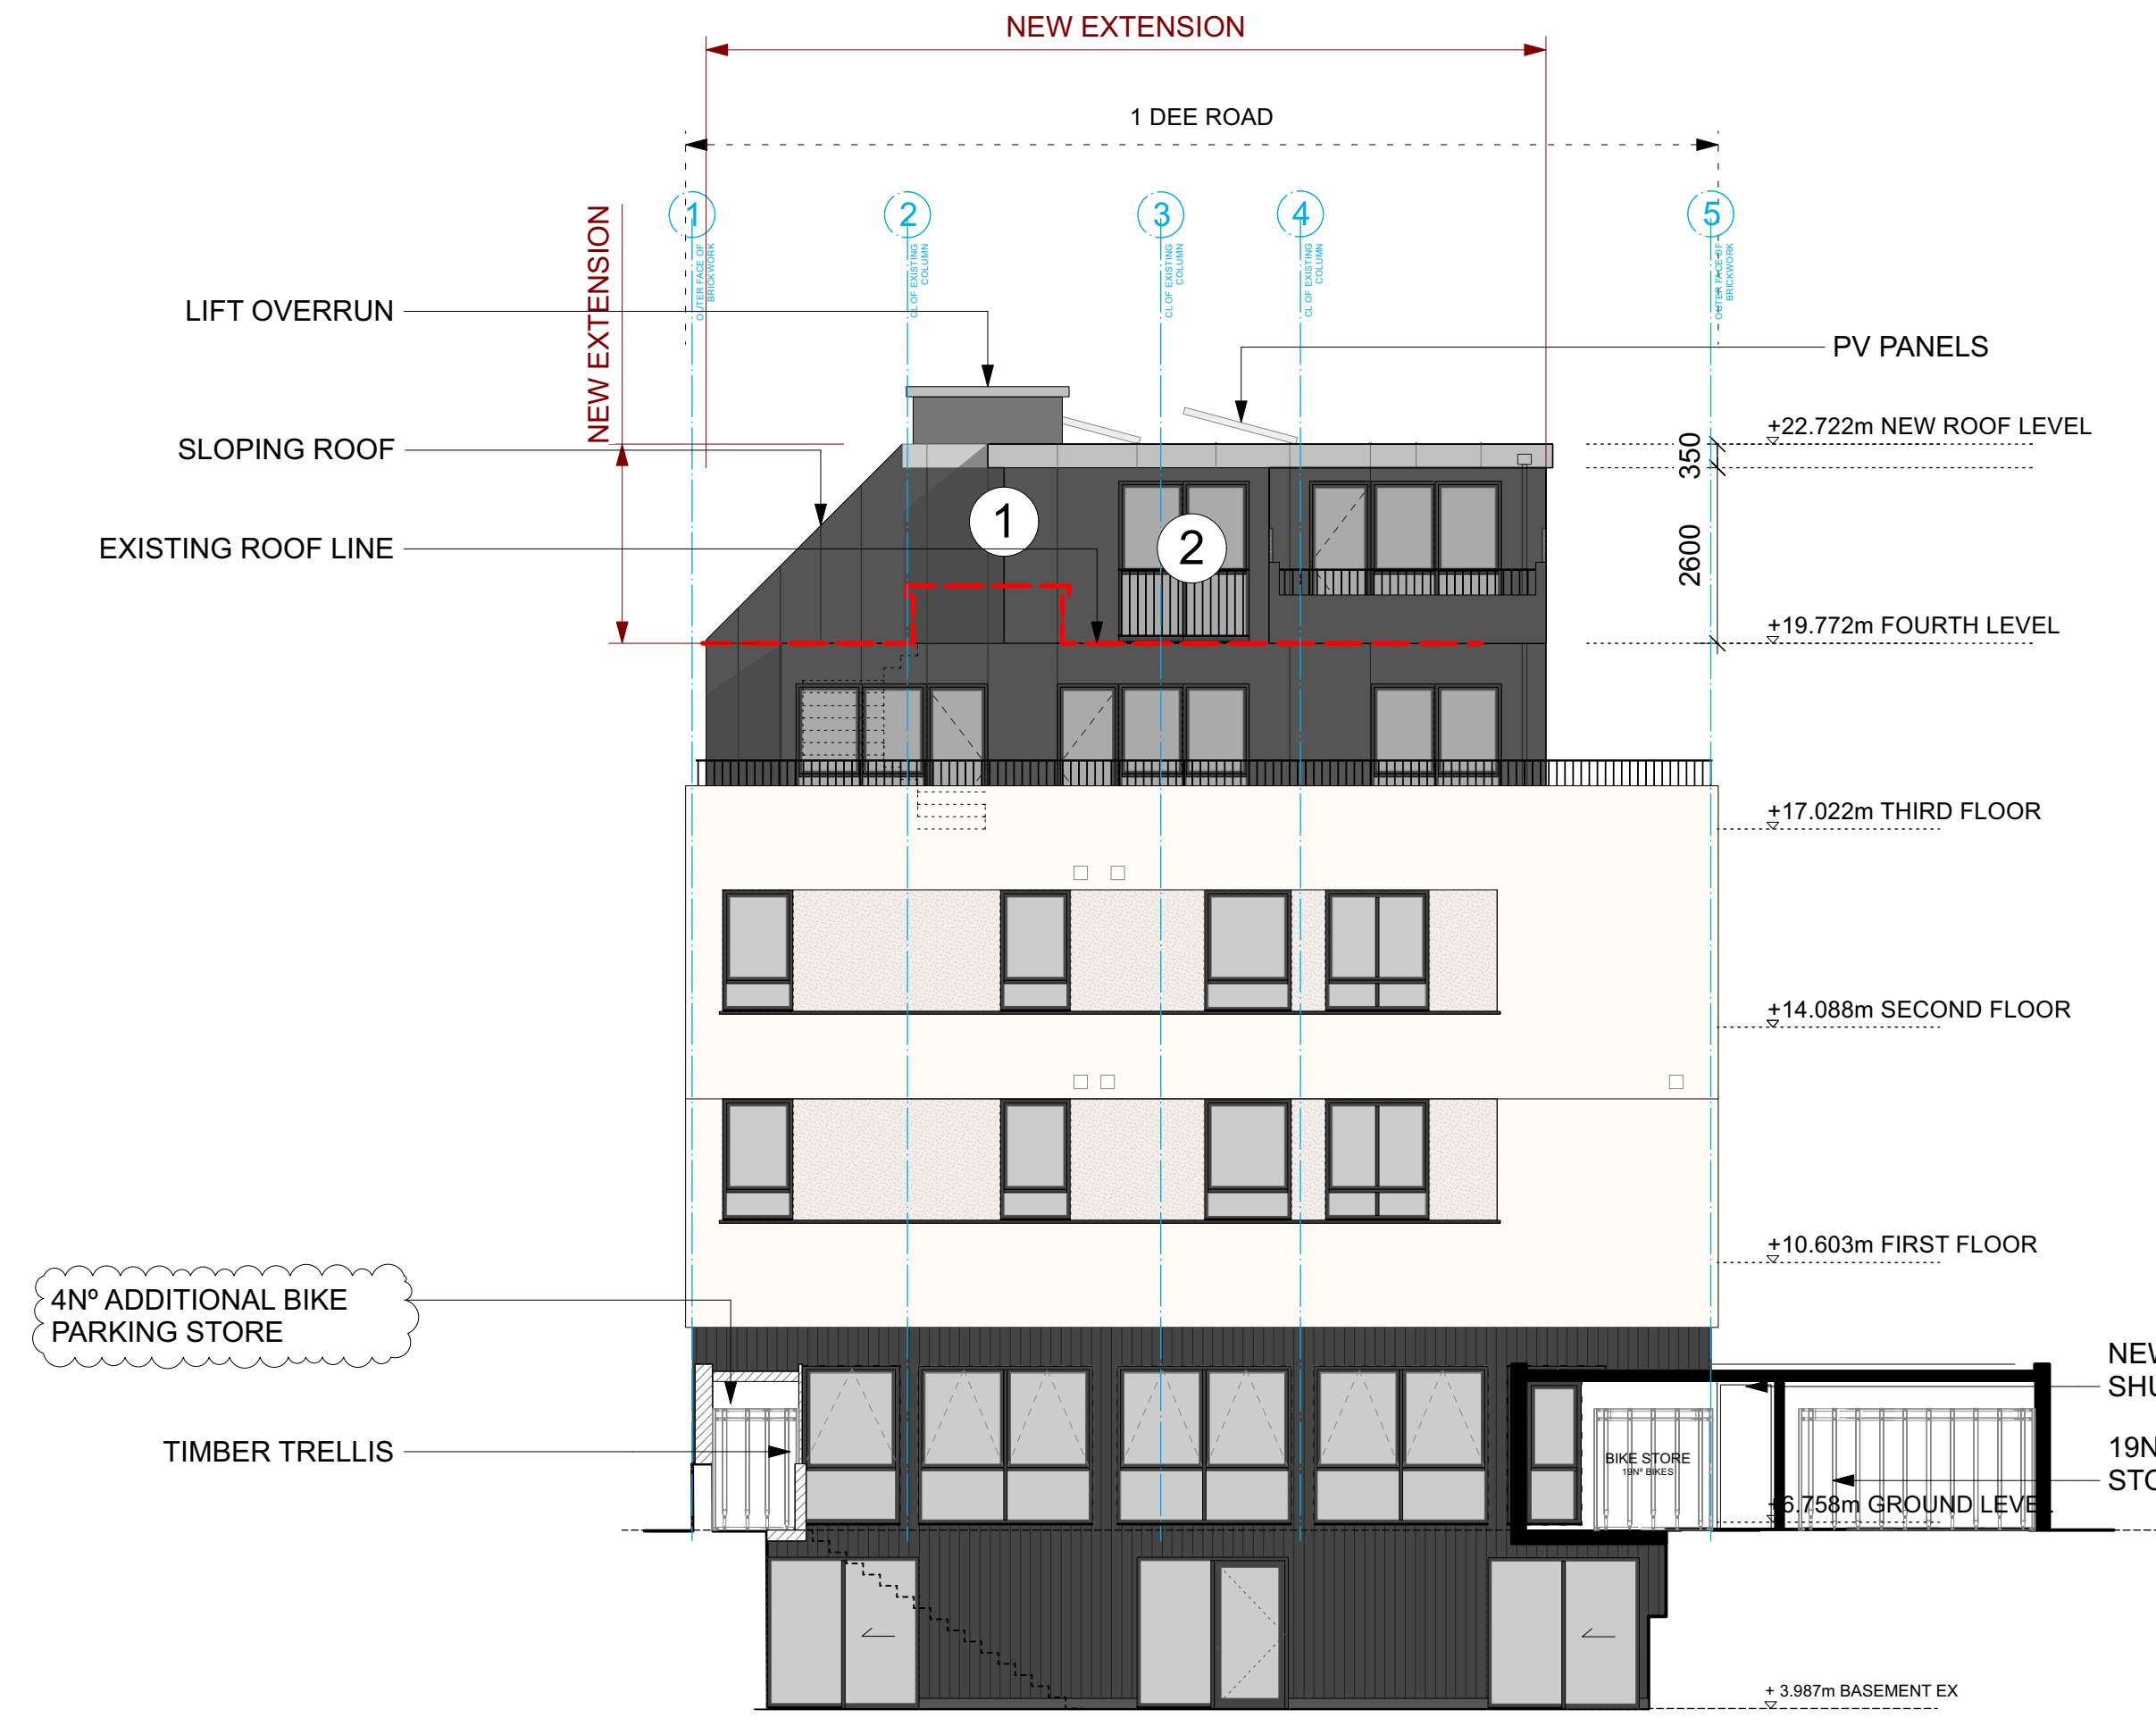 NEW EXTENSION
1 DEE ROAD
1
2
3
4
5
OUTER FACE OF
BRICKWORK
CL OF EXISTING
COLUMN
CL OF EXISTING
COLUMN
CL OF EXISTING
COLUMN
OUTER FACE OF
BRICKWORK
NEW EXTENSION
LIFT OVERRUN
PV PANELS
SLOPING ROOF
+22.722m NEW ROOF LEVEL
350
EXISTING ROOF LINE
1
2
2600
+19.772m FOURTH LEVEL
+17.022m THIRD FLOOR
+14.088m SECOND FLOOR
+10.603m FIRST FLOOR
4Nº ADDITIONAL BIKE
PARKING STORE
TIMBER TRELLIS
BIKE STORE
19Nº BIKES
+6.758m GROUND LEVEL
+ 3.987m BASEMENT EX